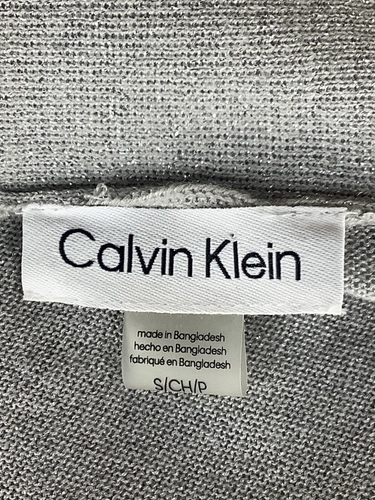 Calvin Klein
made in Bangladesh
hecho en Bangladesh
fabriqué en Bangladesh
S/CH/P